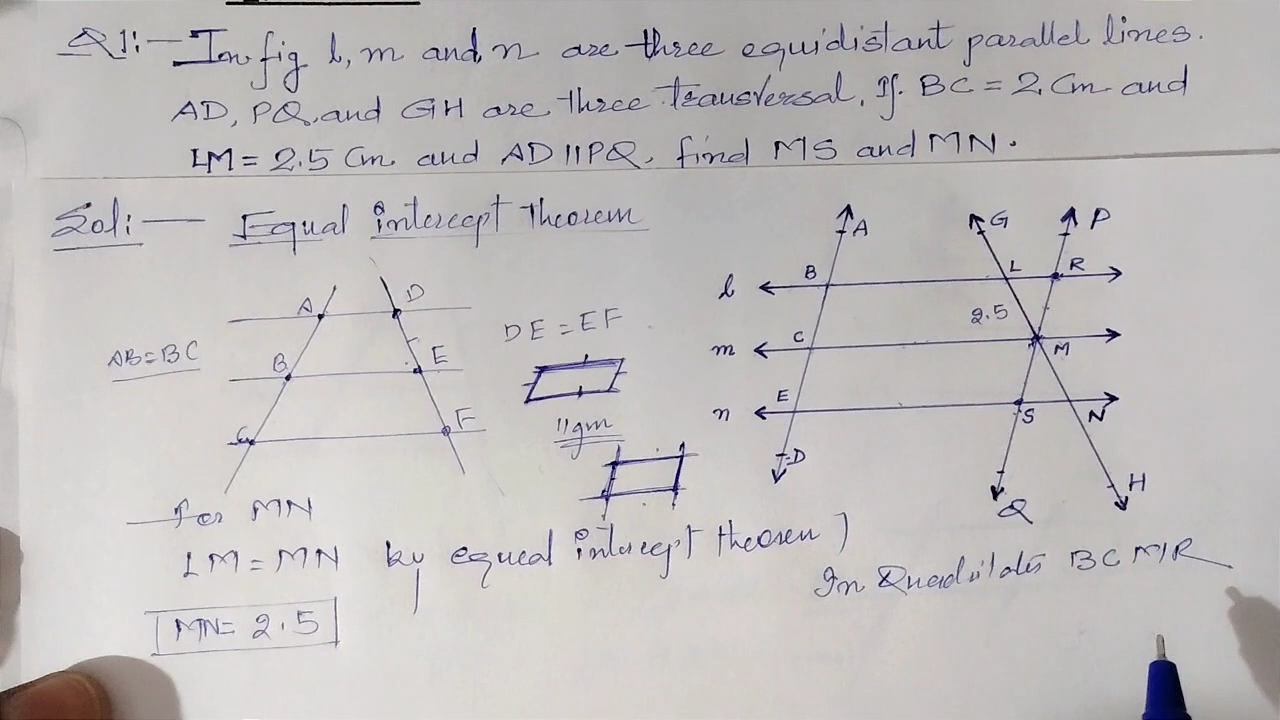 Q1:- In fig l, m and n are three equidistant parallel lines.
AD, PQ, and GH are three transversal. If BC = 2 Cm and
LM = 2.5 Cm and AD || PQ, find MS and MN.
Sol:- Equal intercept theorem
A D
AB = BC
B E
C F
DE = EF
||gm
A G P
l B L R
2.5
m C M
n E S N
D Q H
for MN
LM = MN by equal intercept theorem)
MN = 2.5
In BCMR